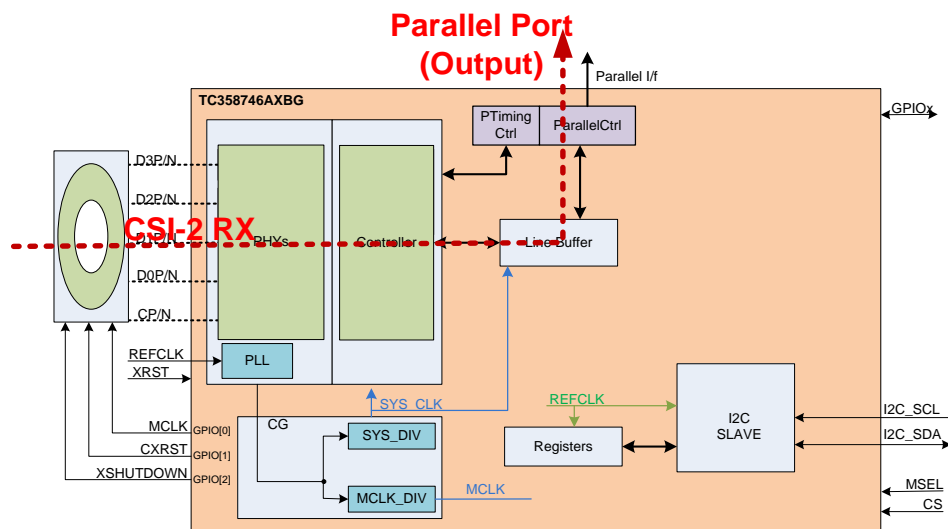 Parallel Port
(Output)
Parallel I/f
TC358746AXBG
PTiming
Ctrl
ParallelCtrl
GPIOx
D3P/N
D2P/N
CSI-2 RX
D1P/N
PHYs
Controller
Line Buffer
D0P/N
CP/N
REFCLK
PLL
XRST
SYS_CLK
REFCLK
I2C
SLAVE
I2C_SCL
I2C_SDA
MCLK
GPIO[0]
CG
SYS_DIV
Registers
CXRST
GPIO[1]
XSHUTDOWN
GPIO[2]
MCLK_DIV
MCLK
MSEL
CS